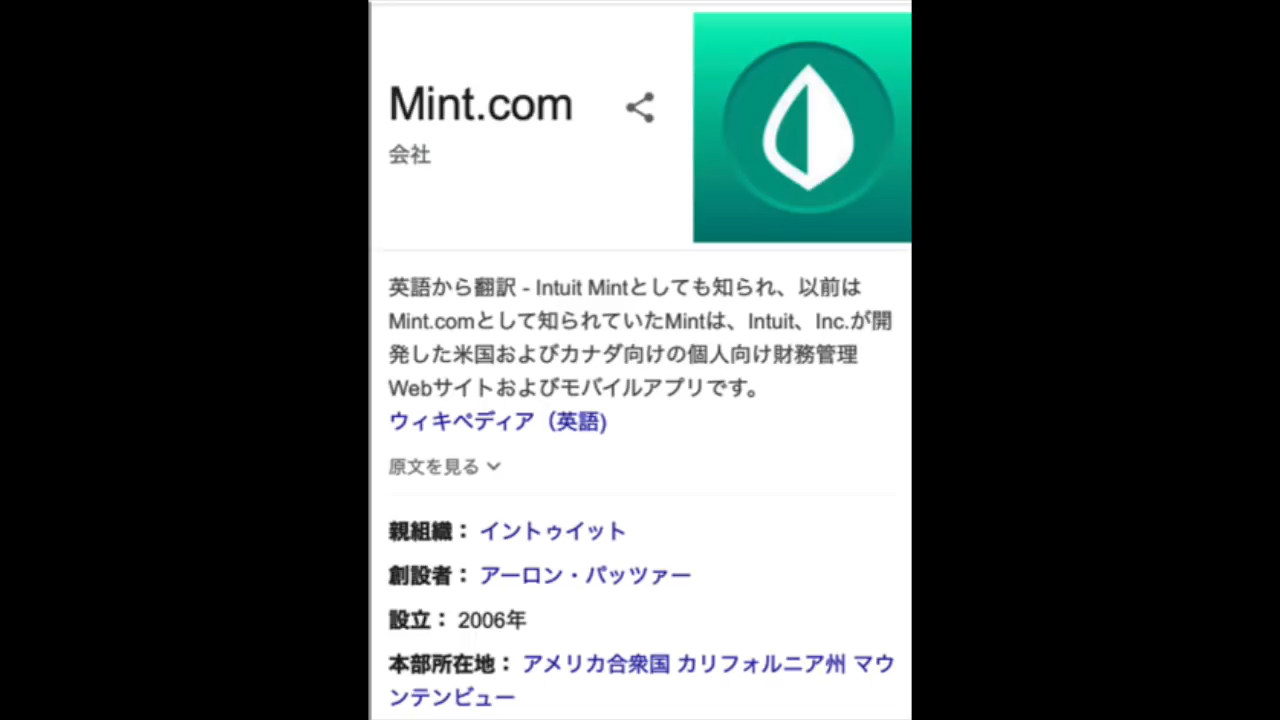 Mint.com
会社
英語から翻訳 - Intuit Mintとしても知られ、以前は
Mint.comとして知られていたMintは、Intuit、Inc.が開
発した米国およびカナダ向けの個人向け財務管理
Webサイトおよびモバイルアプリです。
ウィキペディア（英語)
原文を見る
親組織： イントゥイット
創設者： アーロン・パッツァー
設立： 2006年
本部所在地： アメリカ合衆国 カリフォルニア州 マウ
ンテンビュー